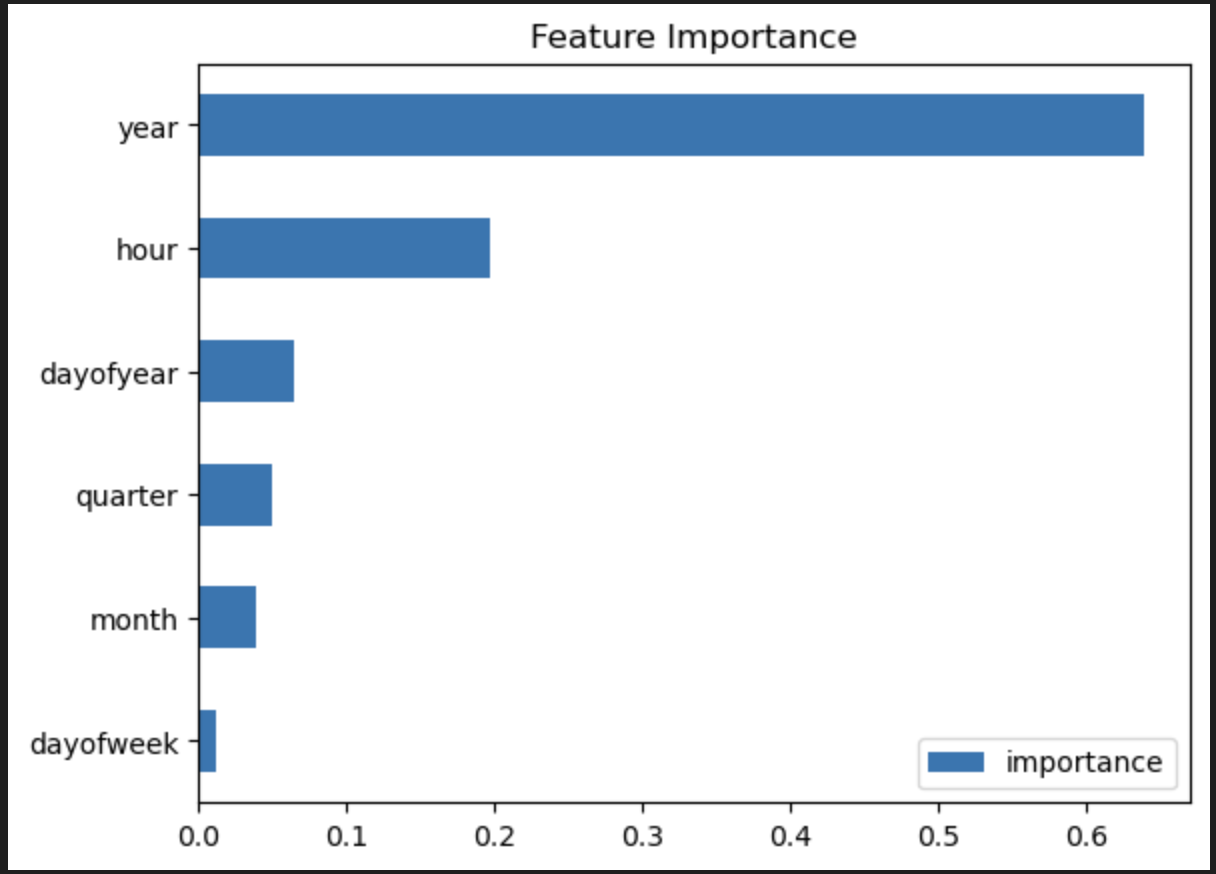 Feature Importance
year
hour
dayofyear
quarter
month
dayofweek
importance
0.0 0.1 0.2 0.3 0.4 0.5 0.6